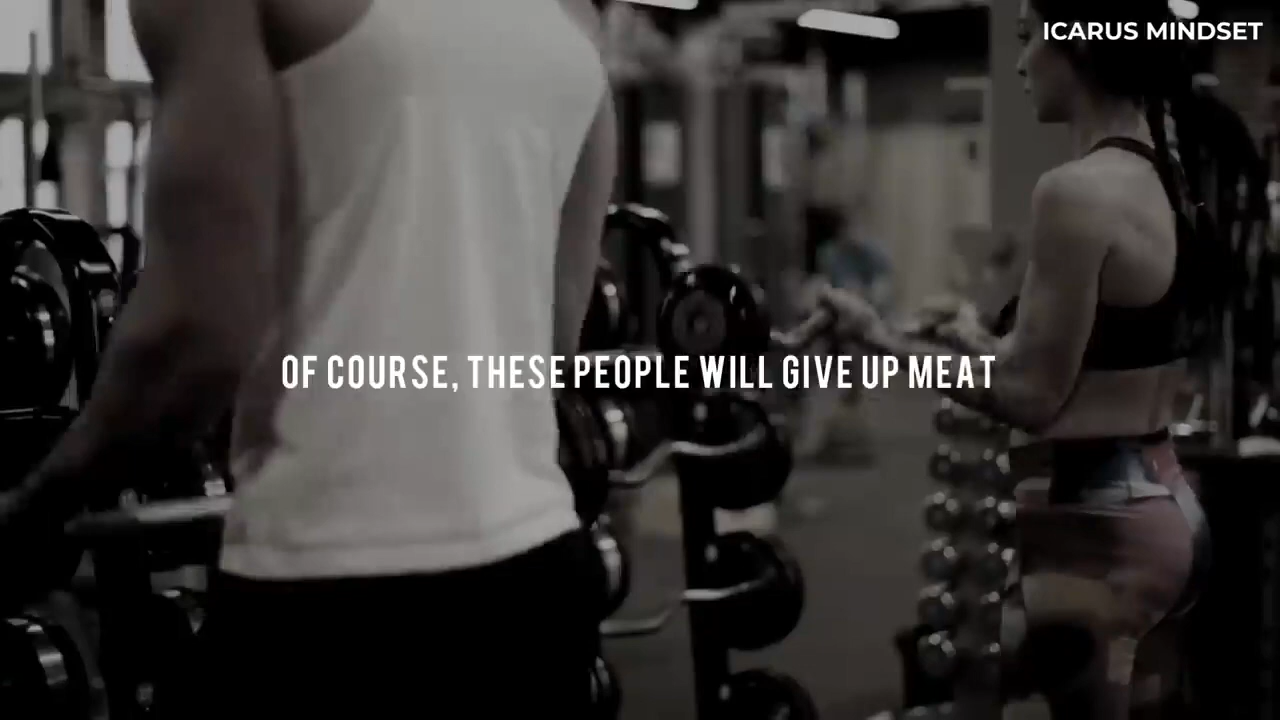 ICARUS MINDSET
OF COURSE, THESE PEOPLE WILL GIVE UP MEAT